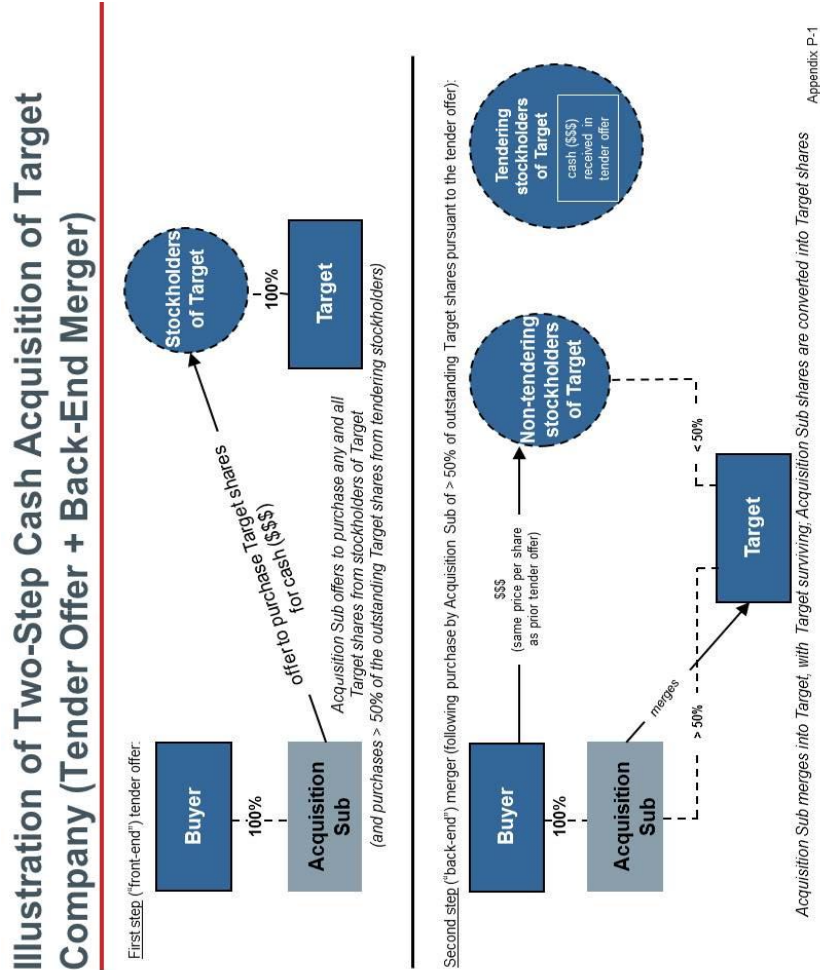 Illustration of Two-Step Cash Acquisition of Target
Company (Tender Offer + Back-End Merger)
First step ("front-end") tender offer:
Buyer
100%
Acquisition
Sub
offer to purchase Target shares
for cash ($$$)
Stockholders
of Target
100%
Target
Acquisition Sub offers to purchase any and all
Target shares from stockholders of Target
(and purchases > 50% of the outstanding Target shares from tendering stockholders)
Second step ("back-end") merger (following purchase by Acquisition Sub of > 50% of outstanding Target shares pursuant to the tender offer):
Buyer
100%
Acquisition
Sub
$$$
(same price per share
as prior tender offer)
Non-tendering
stockholders
of Target
Tendering
stockholders
of Target
cash ($$$)
received in
tender offer
merges
> 50%
< 50%
Target
Acquisition Sub merges into Target, with Target surviving; Acquisition Sub shares are converted into Target shares
Appendix P-1